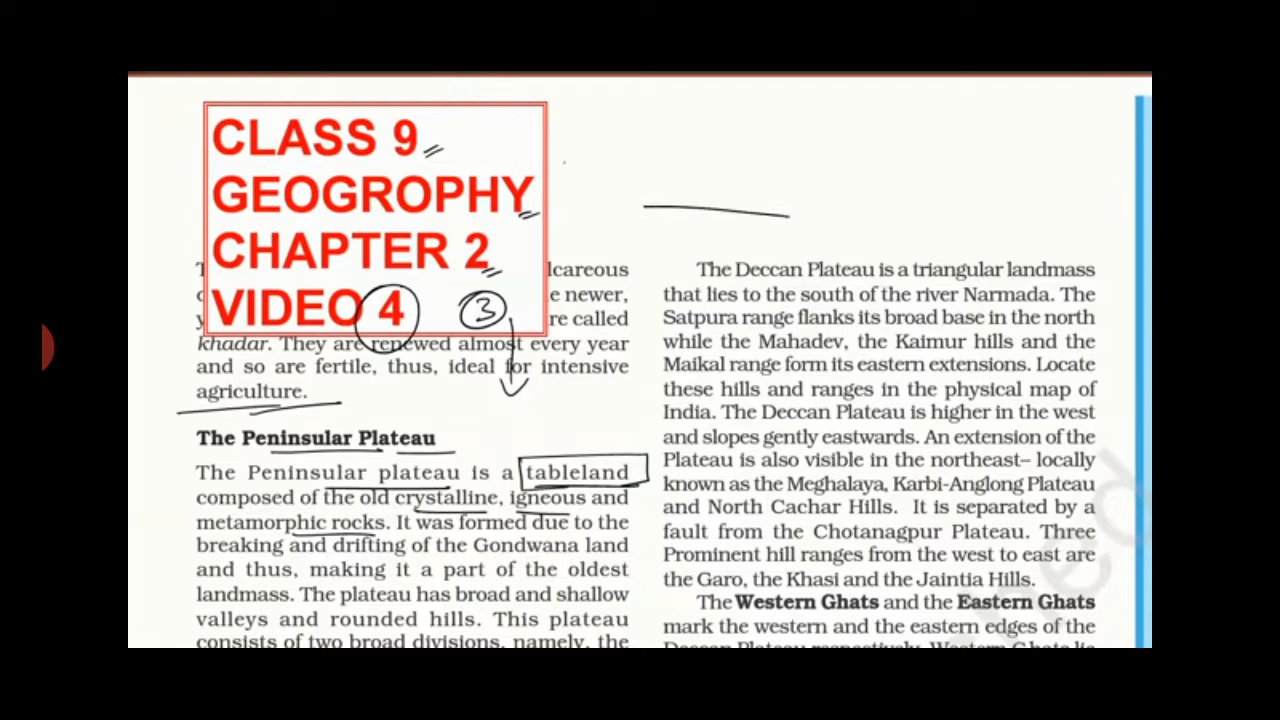 CLASS 9
GEOGROPHY
CHAPTER 2
VIDEO 4
3
lcareous
e newer,
re called
khadar. They are renewed almost every year
and so are fertile, thus, ideal for intensive
agriculture.
The Peninsular Plateau
The Peninsular plateau is a tableland
composed of the old crystalline, igneous and
metamorphic rocks. It was formed due to the
breaking and drifting of the Gondwana land
and thus, making it a part of the oldest
landmass. The plateau has broad and shallow
valleys and rounded hills. This plateau
consists of two broad divisions, namely, the
The Deccan Plateau is a triangular landmass
that lies to the south of the river Narmada. The
Satpura range flanks its broad base in the north
while the Mahadev, the Kaimur hills and the
Maikal range form its eastern extensions. Locate
these hills and ranges in the physical map of
India. The Deccan Plateau is higher in the west
and slopes gently eastwards. An extension of the
Plateau is also visible in the northeast– locally
known as the Meghalaya, Karbi-Anglong Plateau
and North Cachar Hills. It is separated by a
fault from the Chotanagpur Plateau. Three
Prominent hill ranges from the west to east are
the Garo, the Khasi and the Jaintia Hills.
The Western Ghats and the Eastern Ghats
mark the western and the eastern edges of the
Deccan Plateau respectively. Western Ghats lie